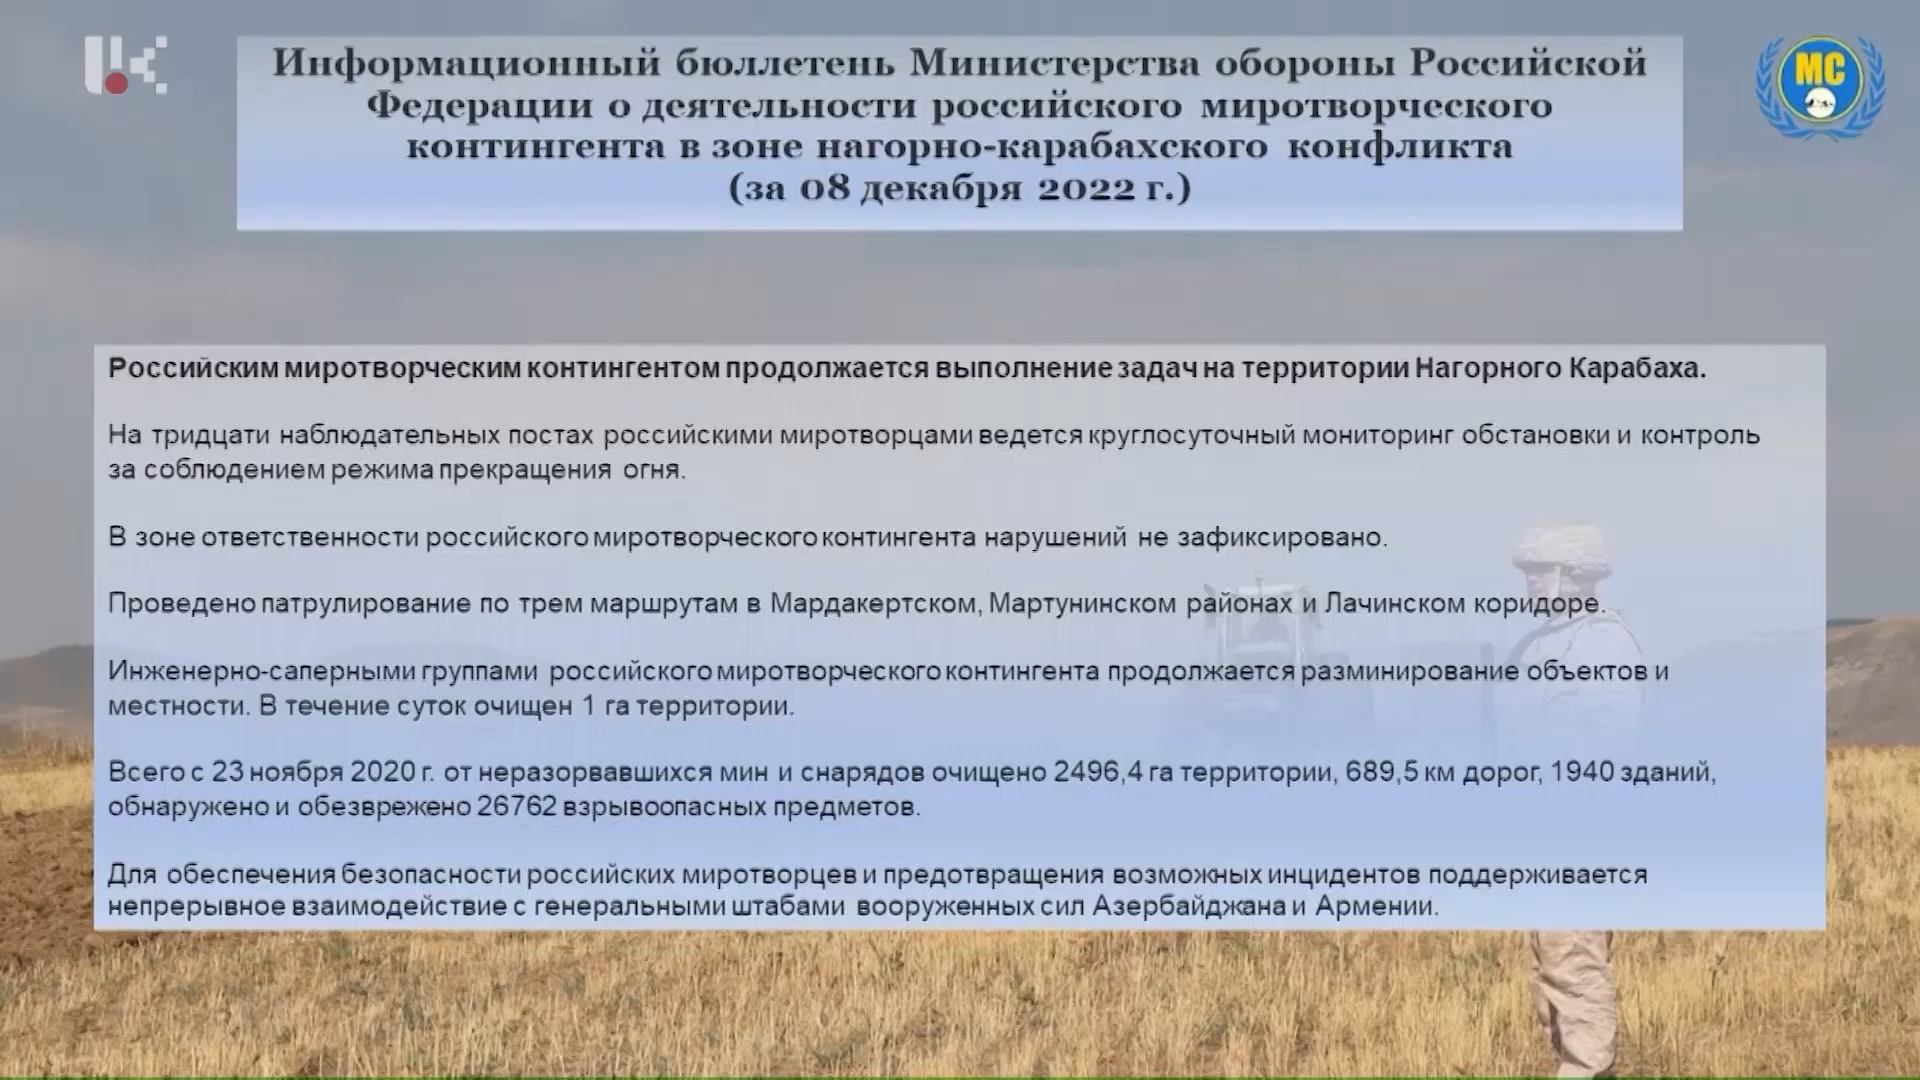 Информационный бюллетень Министерства обороны Российской
Федерации о деятельности российского миротворческого
контингента в зоне нагорно-карабахского конфликта
(за 08 декабря 2022 г.)
МС
Российским миротворческим контингентом продолжается выполнение задач на территории Нагорного Карабаха.
На тридцати наблюдательных постах российскими миротворцами ведется круглосуточный мониторинг обстановки и контроль
за соблюдением режима прекращения огня.
В зоне ответственности российского миротворческого контингента нарушений не зафиксировано.
Проведено патрулирование по трем маршрутам в Мардакертском, Мартунинском районах и Лачинском коридоре.
Инженерно-саперными группами российского миротворческого контингента продолжается разминирование объектов и
местности. В течение суток очищен 1 га территории.
Всего с 23 ноября 2020 г. от неразорвавшихся мин и снарядов очищено 2496,4 га территории, 689,5 км дорог, 1940 зданий,
обнаружено и обезврежено 26762 взрывоопасных предметов.
Для обеспечения безопасности российских миротворцев и предотвращения возможных инцидентов поддерживается
непрерывное взаимодействие с генеральными штабами вооруженных сил Азербайджана и Армении.